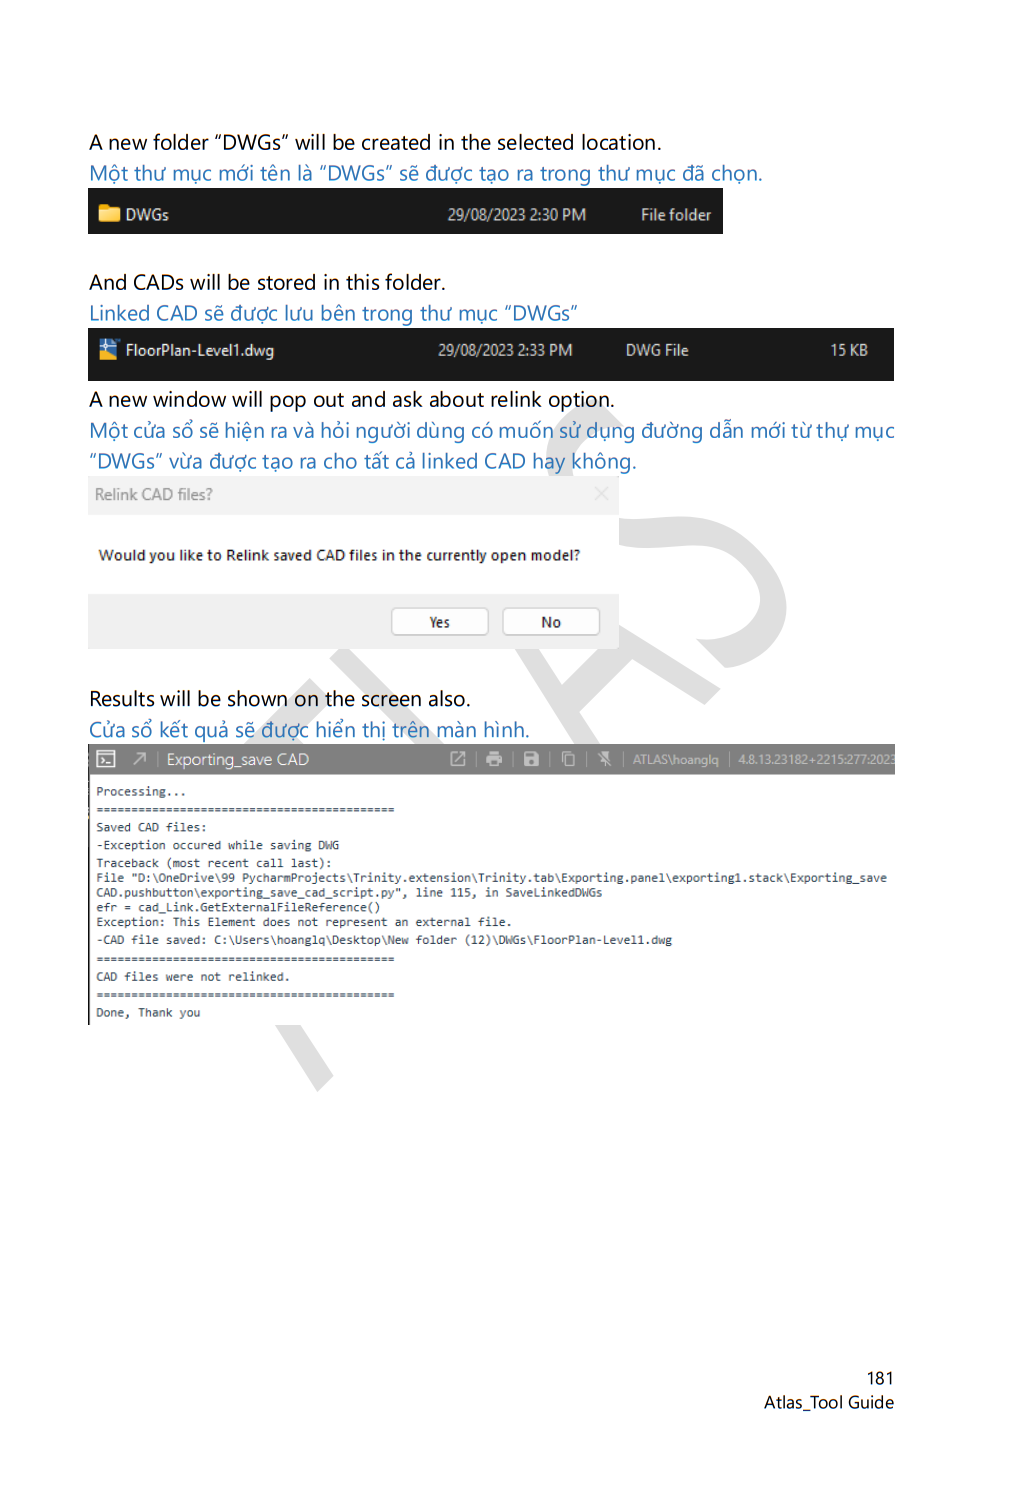 A new folder “DWGs” will be created in the selected location.
Một thư mục mới tên là “DWGs” sẽ được tạo ra trong thư mục đã chọn.
DWGs 29/08/2023 2:30 PM File folder
And CADs will be stored in this folder.
Linked CAD sẽ được lưu bên trong thư mục “DWGs”
FloorPlan-Level1.dwg 29/08/2023 2:33 PM DWG File 15 KB
A new window will pop out and ask about relink option.
Một cửa sổ sẽ hiện ra và hỏi người dùng có muốn sử dụng đường dẫn mới từ thự mục
“DWGs” vừa được tạo ra cho tất cả linked CAD hay không.
Relink CAD files?
Would you like to Relink saved CAD files in the currently open model?
Yes No
Results will be shown on the screen also.
Cửa sổ kết quả sẽ được hiển thị trên màn hình.
Exporting_save CAD ATLAS\hoanglq 4.8.13.23182+2215:277:2023
Processing...
===========================================
Saved CAD files:
-Exception occured while saving DWG
Traceback (most recent call last):
File "D:\OneDrive\99 PycharmProjects\Trinity.extension\Trinity.tab\Exporting.panel\exporting1.stack\Exporting_save
CAD.pushbutton\exporting_save_cad_script.py", line 115, in SaveLinkedDWGs
efr = cad_Link.GetExternalFileReference()
Exception: This Element does not represent an external file.
-CAD file saved: C:\Users\hoanglq\Desktop\New folder (12)\DWGs\FloorPlan-Level1.dwg
===========================================
CAD files were not relinked.
===========================================
Done, Thank you
ATLAS
181
Atlas_Tool Guide